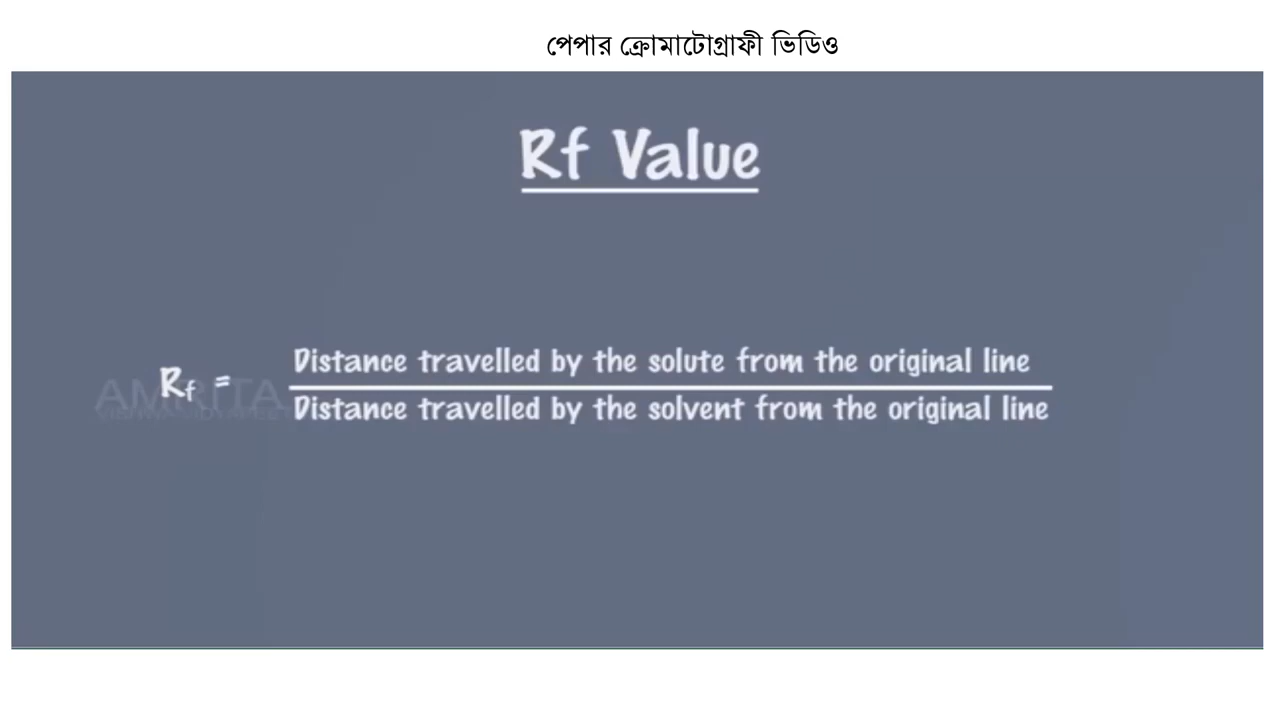 পেপার ক্রোমাটোগ্রাফী ভিডিও
Rf Value
Distance travelled by the solute from the original line
Rf =
Distance travelled by the solvent from the original line
AMRITA